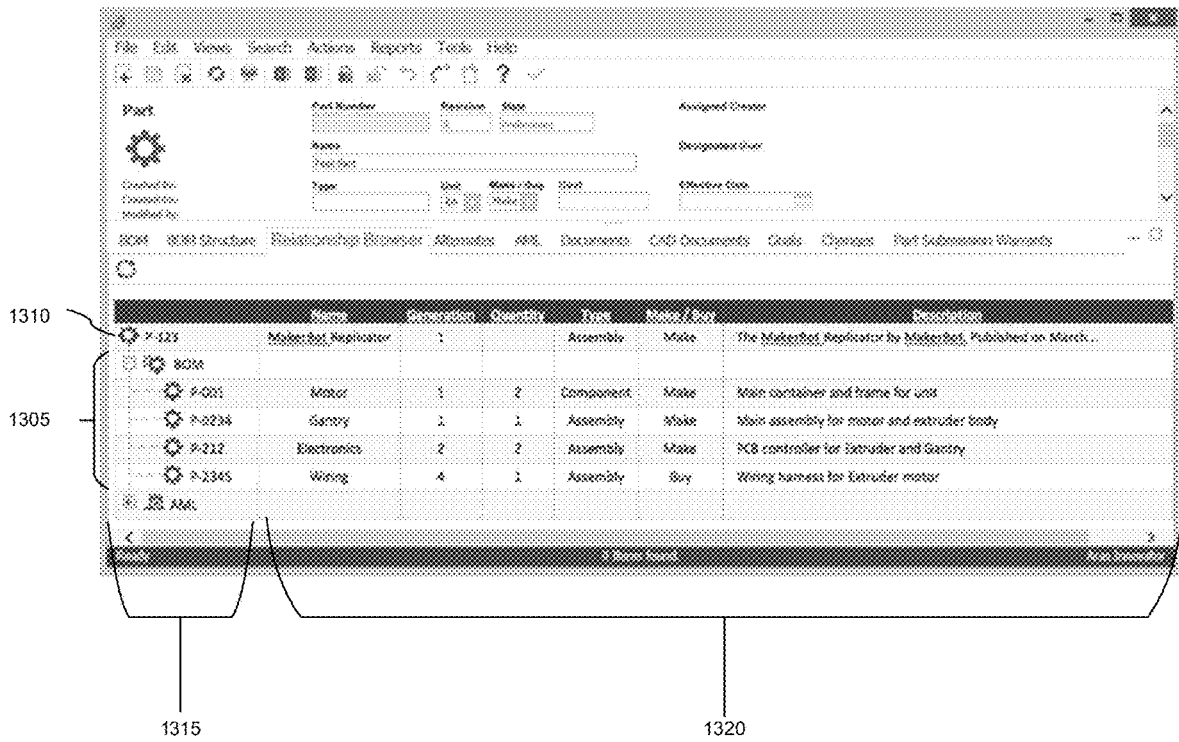 File Edit Views Search Actions Reports Tools Help
Part
Part Number Revision State Assigned Creator
Preliminary
Name Designated User
Type Unit Make / Buy Cost Effective Date
EA Make
Created By:
Created On:
Modified By:
BOM BOM Structure Relationship Browser Alternates AML Documents CAD Documents Goals Changes Part Submission Warrants ...
Name Generation Quantity Type Make / Buy Description
1310
P-123 MakerBot Replicator 1 Assembly Make The MakerBot Replicator by MakerBot, Published on March...
BOM
P-001 Motor 1 2 Component Make Main container and frame for unit
1305
P-0234 Gantry 1 1 Assembly Make Main assembly for motor and extruder body
P-212 Electronics 2 2 Assembly Make PCB controller for Extruder and Gantry
P-2345 Wiring 4 1 Assembly Buy Wiring harness for Extruder motor
AML
1315
1320